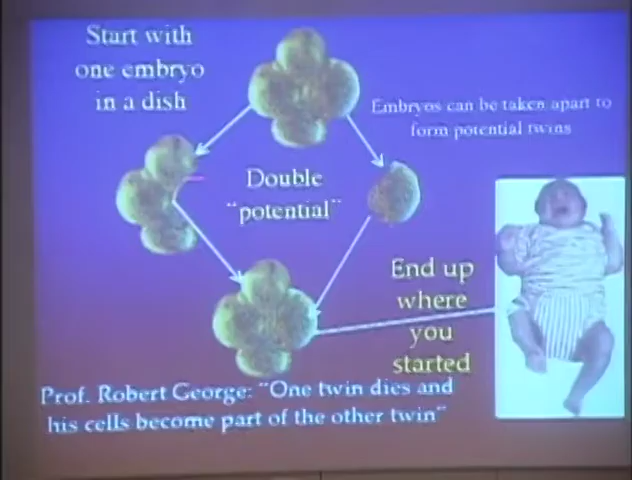 Start with
one embryo
in a dish
Embryos can be taken apart to
form potential twins
Double
"potential"
End up
where
you
started
Prof. Robert George: "One twin dies and
his cells become part of the other twin"